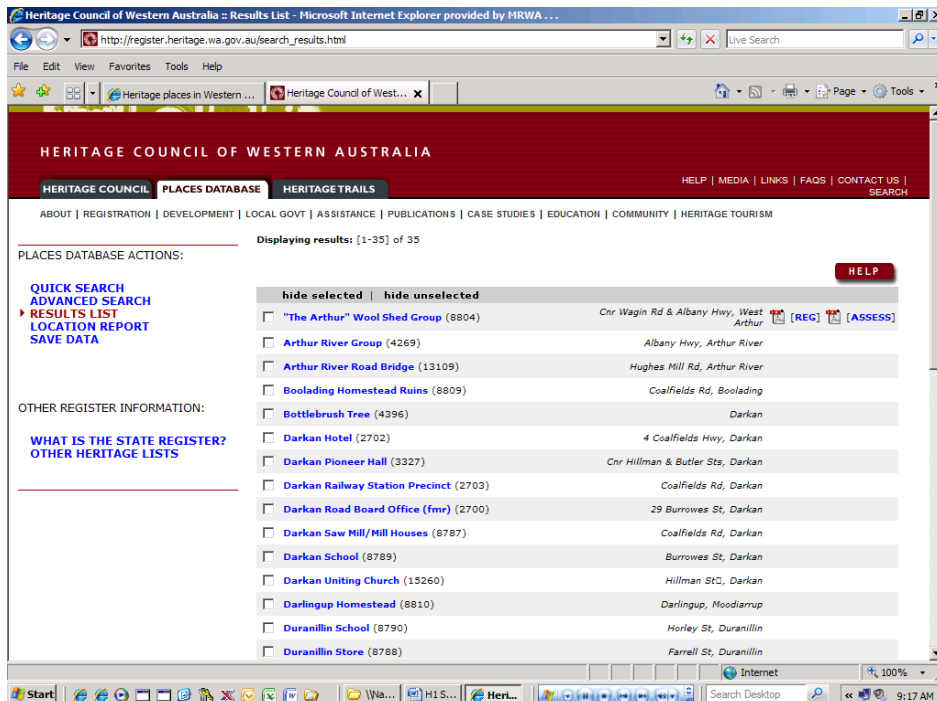 Heritage Council of Western Australia :: Results List - Microsoft Internet Explorer provided by MRWA . . .
http://register.heritage.wa.gov.au/search_results.html
Live Search
File Edit View Favorites Tools Help
Heritage places in Western ...
Heritage Council of West...
Page
Tools
HERITAGE COUNCIL OF WESTERN AUSTRALIA
HERITAGE COUNCIL PLACES DATABASE HERITAGE TRAILS
HELP | MEDIA | LINKS | FAQS | CONTACT US |
SEARCH
ABOUT | REGISTRATION | DEVELOPMENT | LOCAL GOVT | ASSISTANCE | PUBLICATIONS | CASE STUDIES | EDUCATION | COMMUNITY | HERITAGE TOURISM
Displaying results: [1-35] of 35
PLACES DATABASE ACTIONS:
QUICK SEARCH
ADVANCED SEARCH
RESULTS LIST
LOCATION REPORT
SAVE DATA
OTHER REGISTER INFORMATION:
WHAT IS THE STATE REGISTER?
OTHER HERITAGE LISTS
HELP
hide selected | hide unselected
"The Arthur" Wool Shed Group (8804) Cnr Wagin Rd & Albany Hwy, West
Arthur [REG] [ASSESS]
Arthur River Group (4269) Albany Hwy, Arthur River
Arthur River Road Bridge (13109) Hughes Mill Rd, Arthur River
Boolading Homestead Ruins (8809) Coalfields Rd, Boolading
Bottlebrush Tree (4396) Darkan
Darkan Hotel (2702) 4 Coalfields Hwy, Darkan
Darkan Pioneer Hall (3327) Cnr Hillman & Butler Sts, Darkan
Darkan Railway Station Precinct (2703) Coalfields Rd, Darkan
Darkan Road Board Office (fmr) (2700) 29 Burrowes St, Darkan
Darkan Saw Mill/Mill Houses (8787) Coalfields Rd, Darkan
Darkan School (8789) Burrowes St, Darkan
Darkan Uniting Church (15260) Hillman St▯, Darkan
Darlingup Homestead (8810) Darlingup, Moodiarrup
Duranillin School (8790) Horley St, Duranillin
Duranillin Store (8788) Farrell St, Duranillin
Internet 100%
Start \\Wa... H1 S... Heri... Search Desktop 9:17 AM